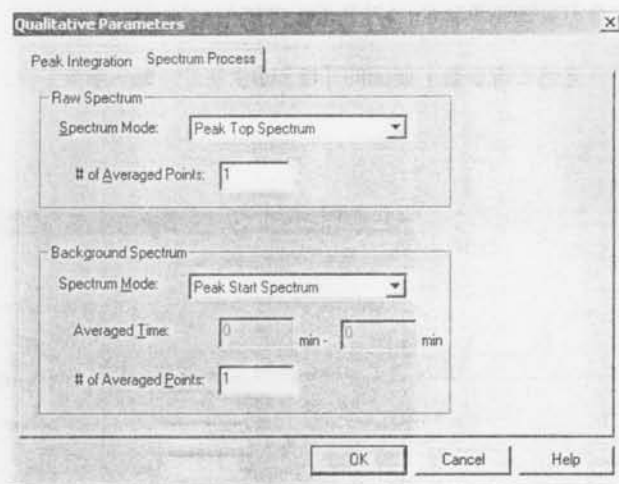 Qualitative Parameters
Peak Integration Spectrum Process
Raw Spectrum
Spectrum Mode: Peak Top Spectrum
# of Averaged Points: 1
Background Spectrum
Spectrum Mode: Peak Start Spectrum
Averaged Time: 0 min - 0 min
# of Averaged Points: 1
OK Cancel Help